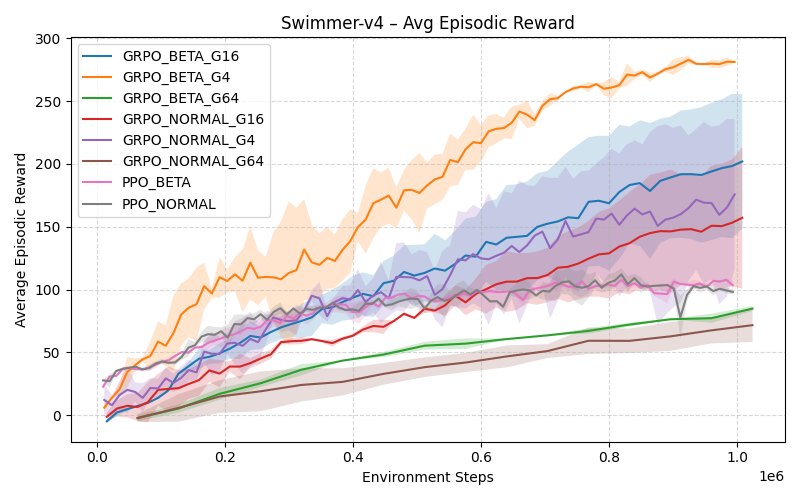 Swimmer-v4 – Avg Episodic Reward
GRPO_BETA_G16
GRPO_BETA_G4
GRPO_BETA_G64
GRPO_NORMAL_G16
GRPO_NORMAL_G4
GRPO_NORMAL_G64
PPO_BETA
PPO_NORMAL
Average Episodic Reward
300
250
200
150
100
50
0
0.0 0.2 0.4 0.6 0.8 1.0
1e6
Environment Steps